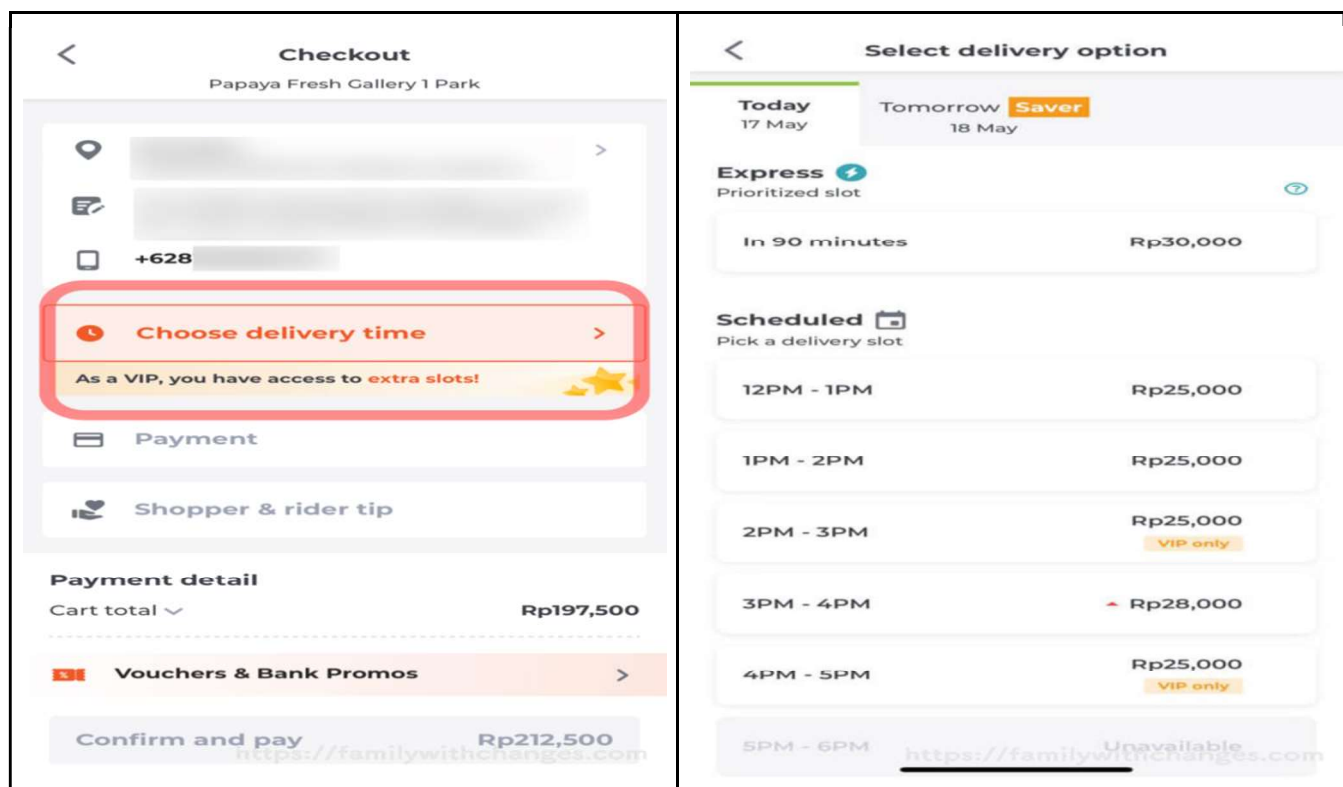 Checkout
Papaya Fresh Gallery 1 Park
+628
Choose delivery time
As a VIP, you have access to extra slots!
Payment
Shopper & rider tip
Payment detail
Cart total
Rp197,500
Vouchers & Bank Promos
Confirm and pay
Rp212,500
https://familywithchanges.com
Select delivery option
Today
17 May
Tomorrow Saver
18 May
Express
Prioritized slot
In 90 minutes
Rp30,000
Scheduled
Pick a delivery slot
12PM - 1PM
Rp25,000
1PM - 2PM
Rp25,000
2PM - 3PM
Rp25,000
VIP only
3PM - 4PM
Rp28,000
4PM - 5PM
Rp25,000
VIP only
5PM - 6PM
Unavailable
https://familywithchanges.com